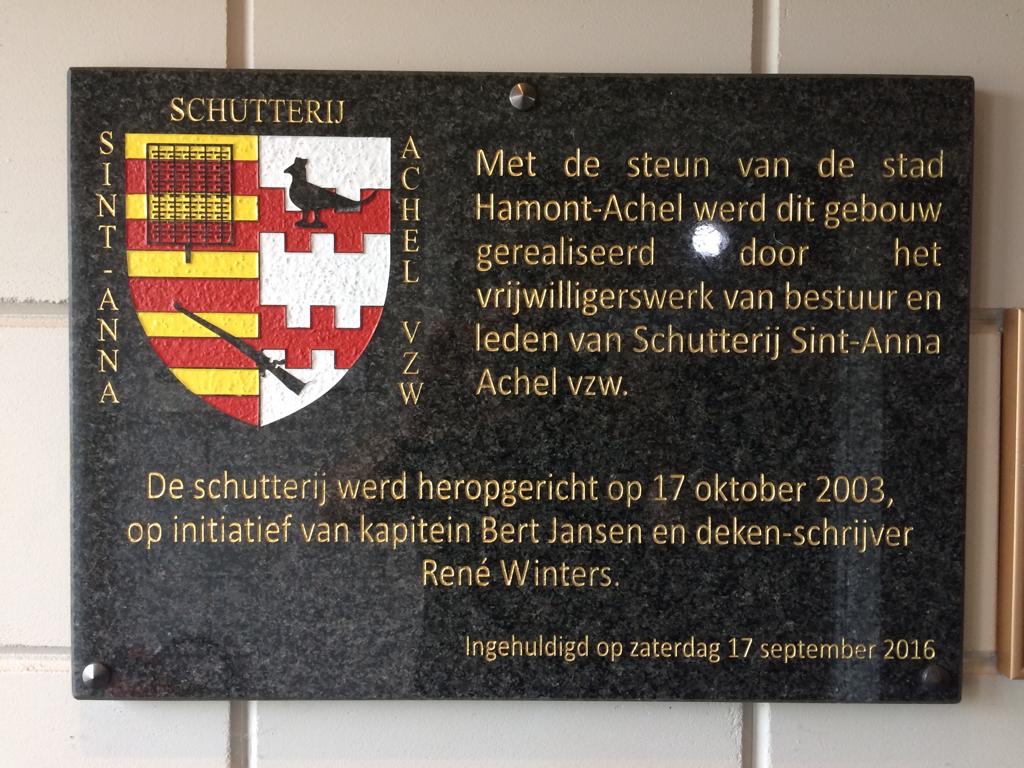 SCHUTTERIJ
SINT-ANNA
ACHEL VZW
Met de steun van de stad
Hamont-Achel werd dit gebouw
gerealiseerd door het
vrijwilligerswerk van bestuur en
leden van Schutterij Sint-Anna
Achel vzw.
De schutterij werd heropgericht op 17 oktober 2003,
op initiatief van kapitein Bert Jansen en deken-schrijver
René Winters.
Ingehuldigd op zaterdag 17 september 2016